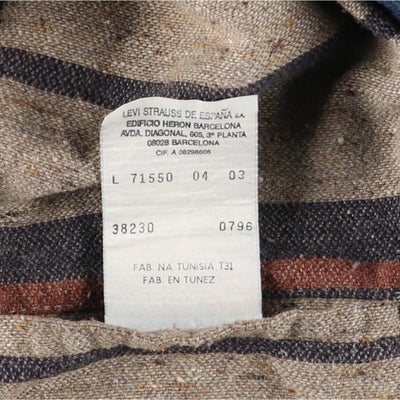 LEVI STRAUSS DE ESPAÑA S.A.
EDIFICIO HERON BARCELONA
AVDA. DIAGONAL, 605, 3ª PLANTA
08028 BARCELONA
CIF. A 08298606
L 71550 04 03
38230 0796
FAB. NA TUNISIA T31
FAB. EN TUNEZ